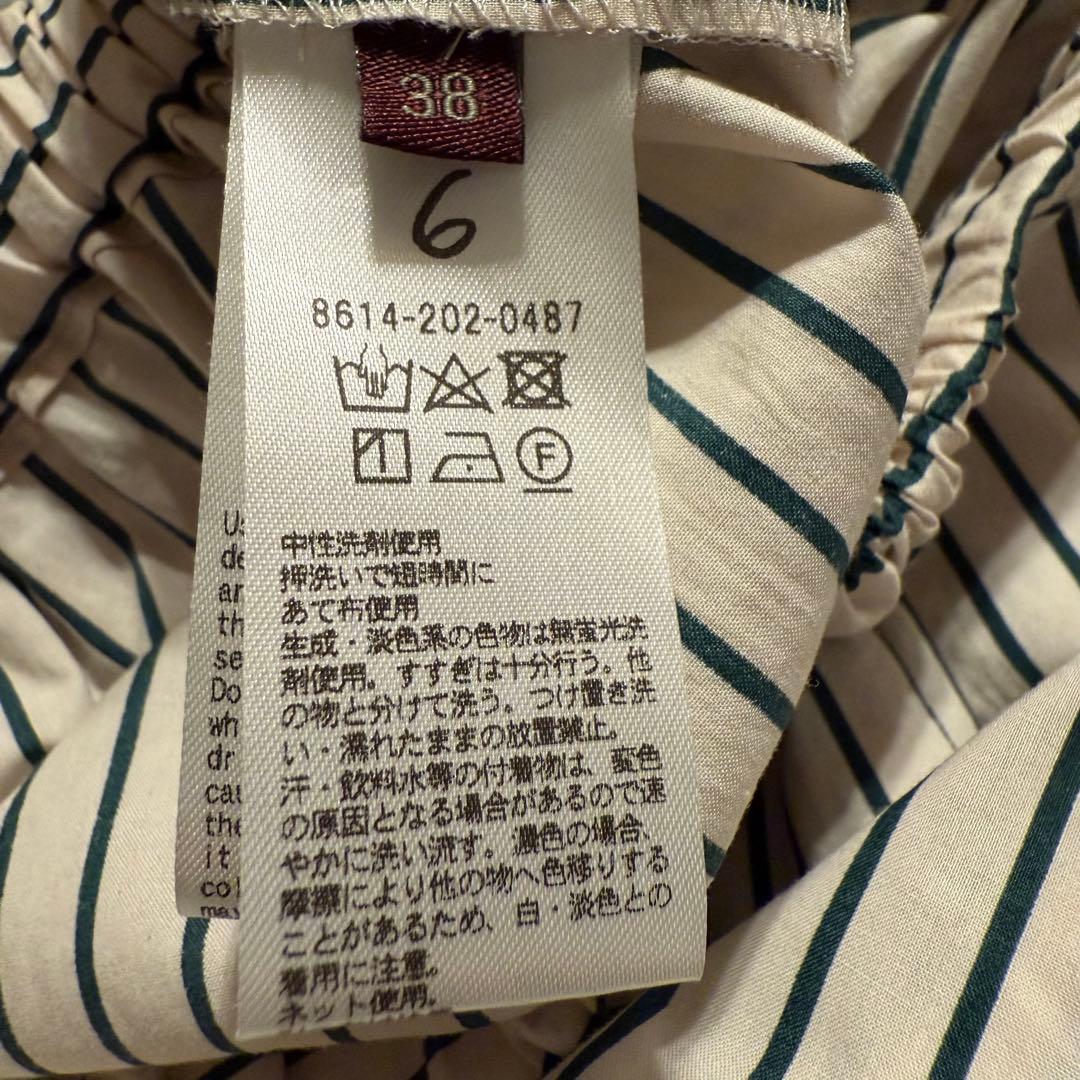 38
6
8614-202-0487
F
中性洗剤使用
押洗いで短時間に
あて布使用
生成・淡色系の色物は無蛍光洗
剤使用。すすぎは十分行う。他
の物と分けて洗う。つけ置き洗
い・濡れたままの放置滅止。
汗・飲料水等の付着物は、変色
の原因となる場合があるので速
やかに洗い流す。濃色の場合、
摩擦により他の物へ色移りする
ことがあるため、白・淡色との
着用に注意。
ネット使用。
Do
wh
dr
the
it